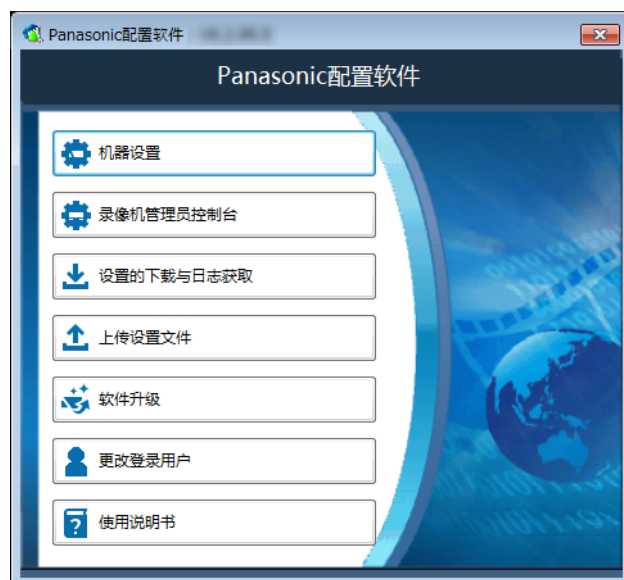 Panasonic配置软件
Panasonic配置软件
机器设置
录像机管理员控制台
设置的下载与日志获取
上传设置文件
软件升级
更改登录用户
使用说明书